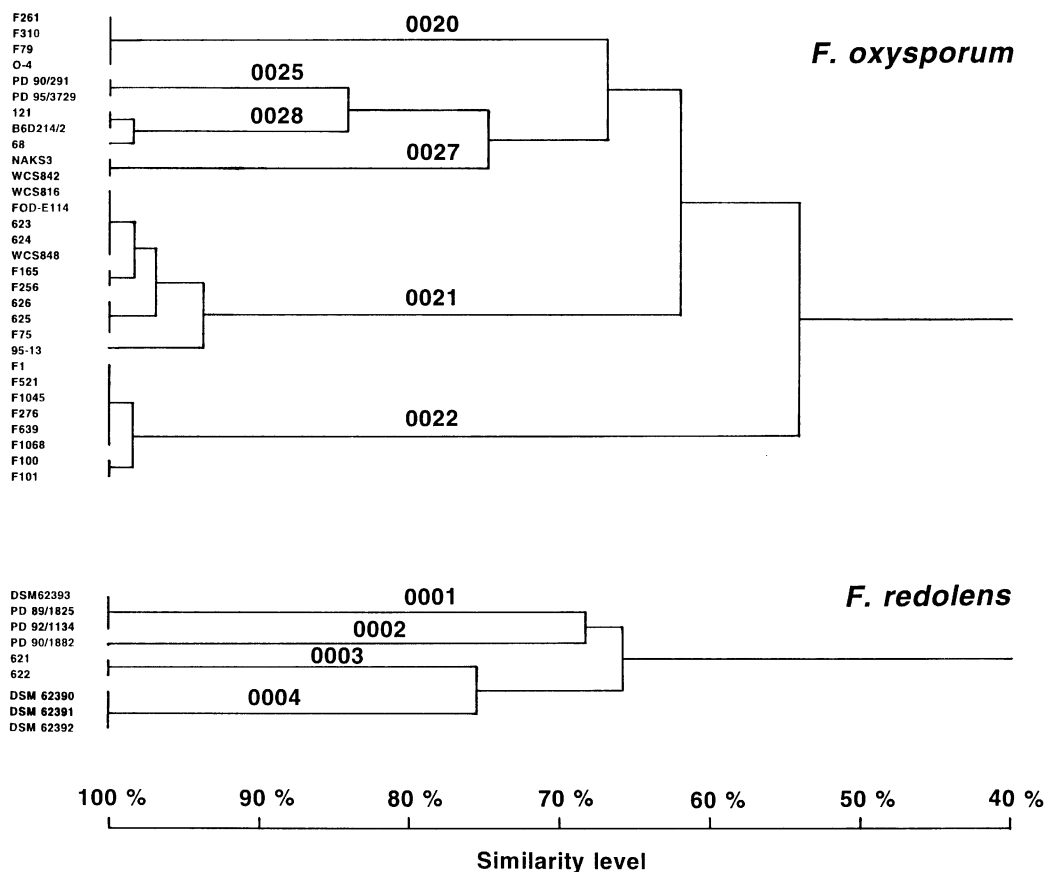 F261
0020
F310
F. oxysporum
F79
O-4
PD 90/291
0025
PD 95/3729
121
0028
B6D214/2
68
NAKS3
0027
WCS842
WCS816
FOD-E114
623
624
WCS848
F165
F256
626
0021
625
F75
95-13
F1
F521
F1045
F276
0022
F639
F1068
F100
F101
DSM62393
0001
F. redolens
PD 89/1825
PD 92/1134
0002
PD 90/1882
621
0003
622
DSM 62390
0004
DSM 62391
DSM 62392
100 % 90 % 80 % 70 % 60 % 50 % 40 %
Similarity level